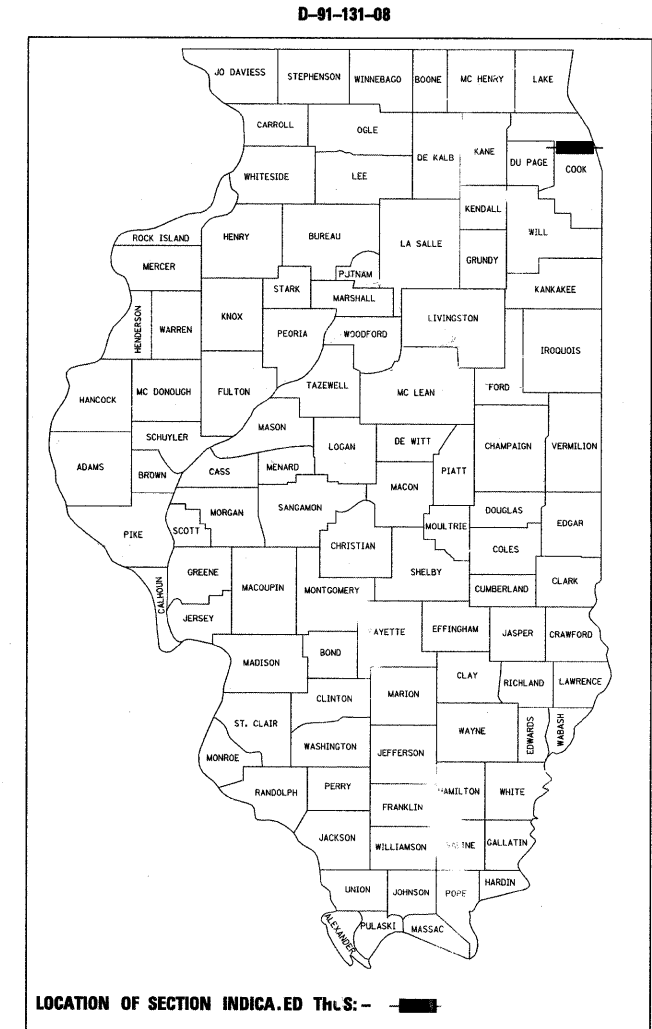 D-91-131-08
JO DAVIESS STEPHENSON WINNEBAGO BOONE MC HENRY LAKE
CARROLL OGLE
DE KALB KANE DU PAGE COOK
WHITESIDE LEE
KENDALL
ROCK ISLAND HENRY BUREAU LA SALLE WILL
MERCER PUTNAM GRUNDY
STARK MARSHALL KANKAKEE
HENDERSON WARREN KNOX PEORIA WOODFORD LIVINGSTON
IROQUOIS
HANCOCK MC DONOUGH FULTON TAZEWELL MC LEAN FORD
MASON
SCHUYLER LOGAN DE WITT CHAMPAIGN VERMILION
ADAMS BROWN CASS MENARD PIATT
MACON
MORGAN SANGAMON DOUGLAS
PIKE SCOTT MOULTRIE EDGAR
CHRISTIAN COLES
GREENE SHELBY
CALHOUN MACOUPIN MONTGOMERY CUMBERLAND CLARK
JERSEY
AYETTE EFFINGHAM JASPER CRAWFORD
MADISON BOND
CLAY RICHLAND LAWRENCE
CLINTON MARION
ST. CLAIR WAYNE EDWARDS WABASH
WASHINGTON JEFFERSON
MONROE
RANDOLPH PERRY HAMILTON WHITE
FRANKLIN
JACKSON WILLIAMSON GALLATIN
UNION JOHNSON POPE HARDIN
ALEXANDER PULASKI MASSAC
LOCATION OF SECTION INDICA.ED THUS: -